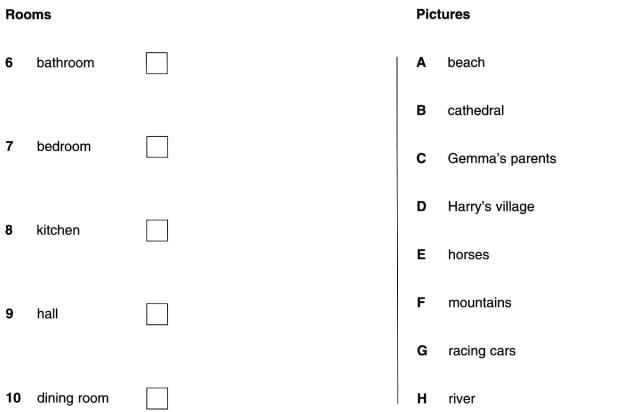 Rooms
6 bathroom
7 bedroom
8 kitchen
9 hall
10 dining room
Pictures
A beach
B cathedral
C Gemma's parents
D Harry's village
E horses
F mountains
G racing cars
H river